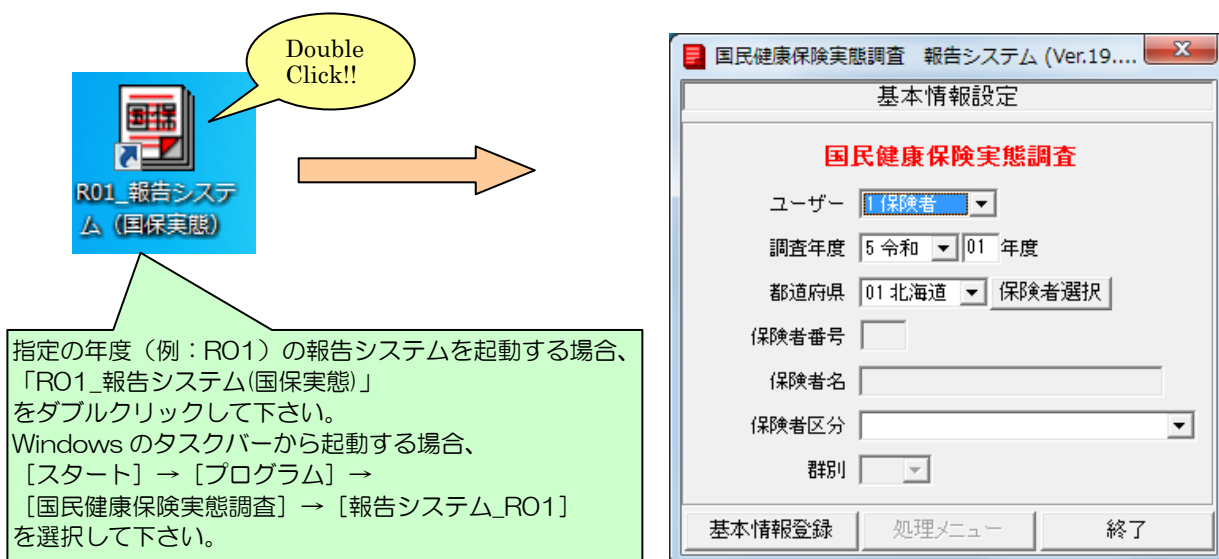 Double
Click!!
国保
R01_報告システ
ム（国保実態）
指定の年度（例：R01）の報告システムを起動する場合、
「R01_報告システム(国保実態)」
をダブルクリックして下さい。
Windows のタスクバーから起動する場合、
［スタート］→［プログラム］→
［国民健康保険実態調査］→［報告システム_R01］
を選択して下さい。
国民健康保険実態調査　報告システム (Ver.19....
基本情報設定
国民健康保険実態調査
ユーザー 1 保険者
調査年度 5 令和 01 年度
都道府県 01 北海道 保険者選択
保険者番号
保険者名
保険者区分
群別
基本情報登録 処理メニュー 終了